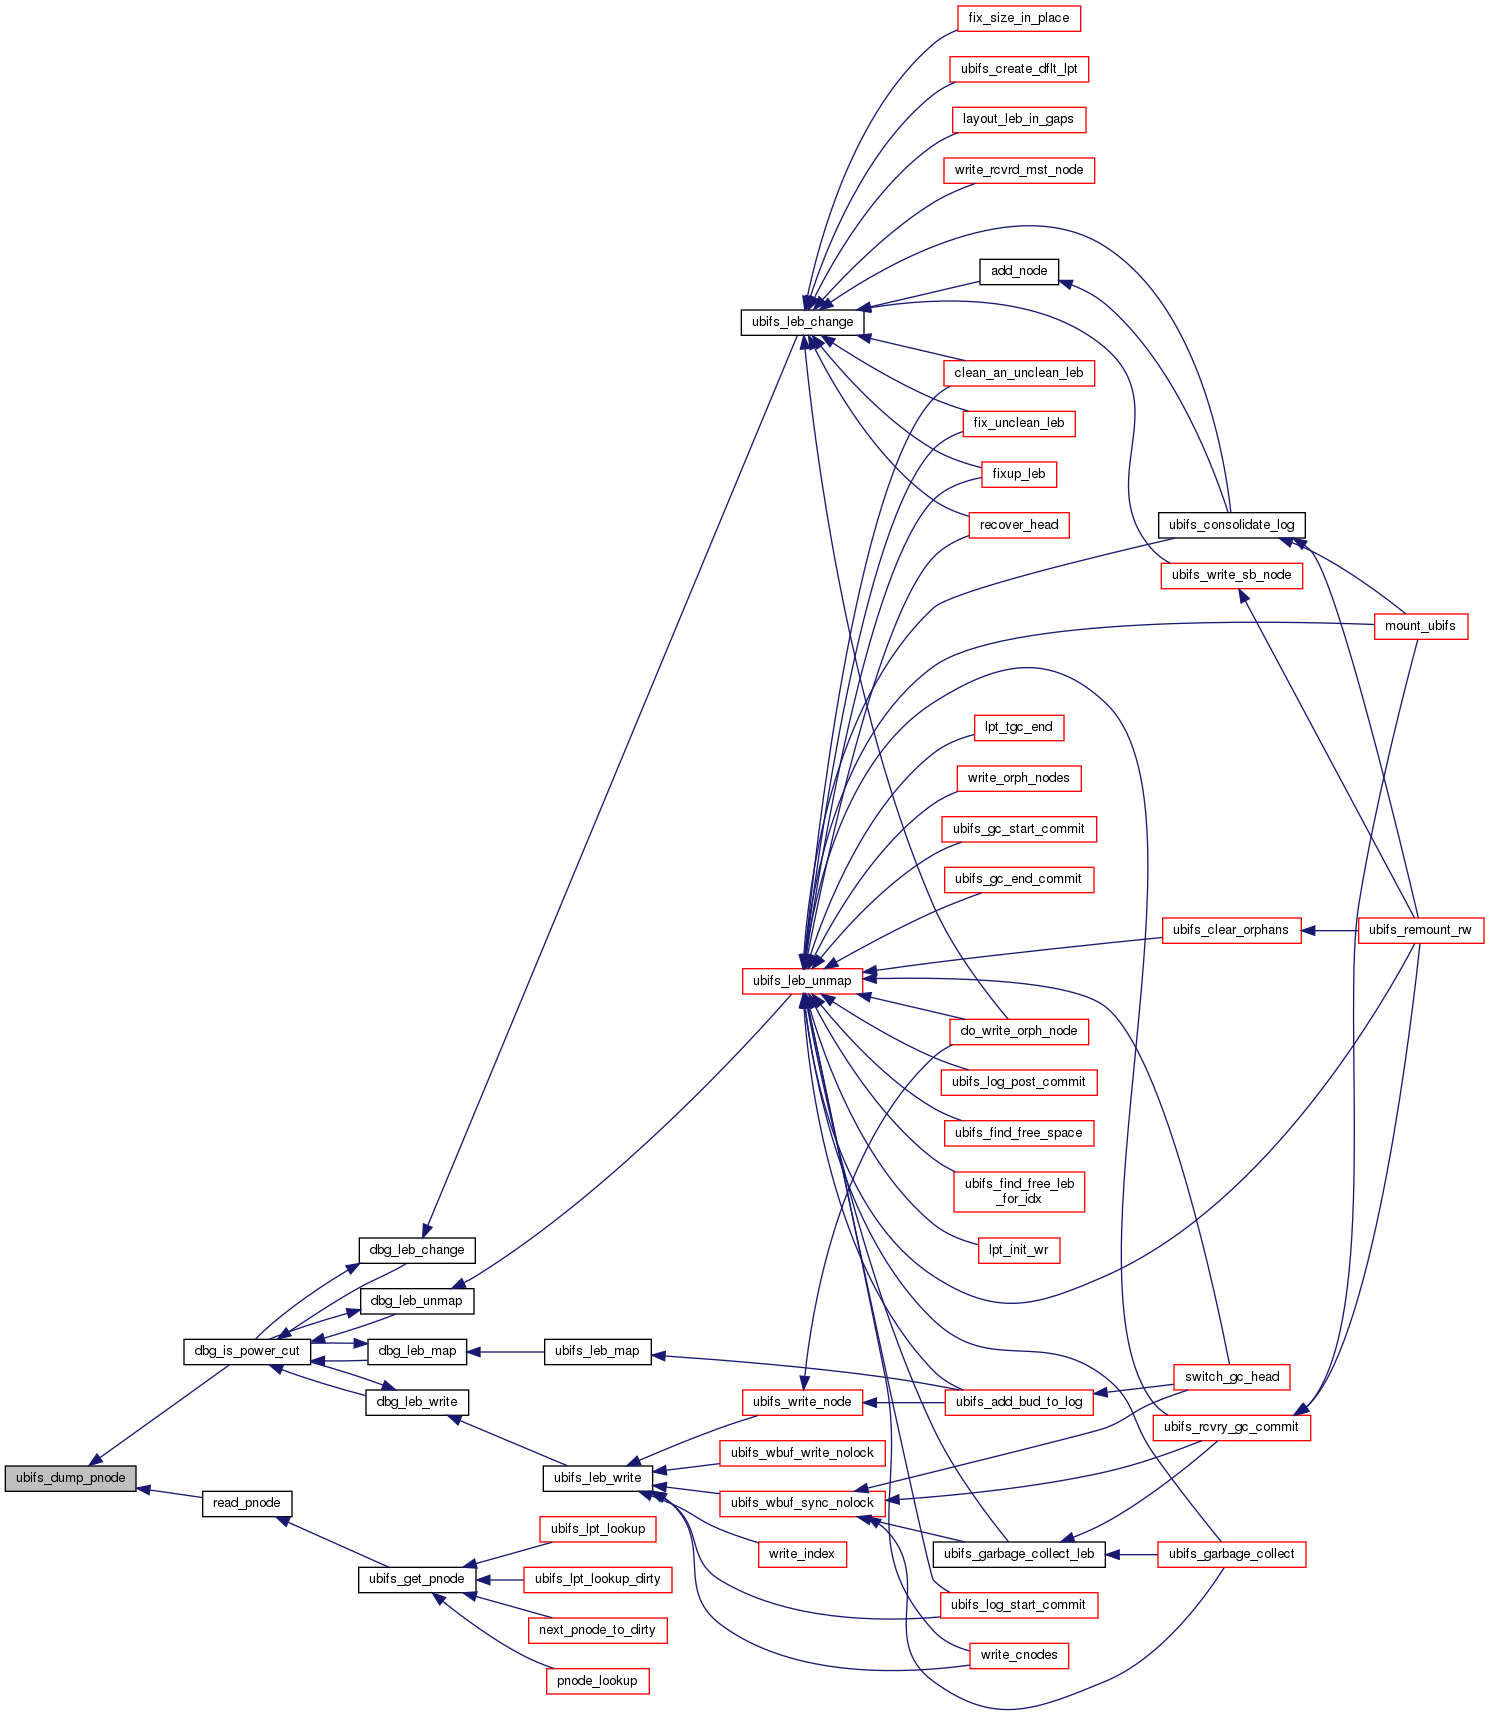 fix_size_in_place
ubifs_create_dflt_lpt
layout_leb_in_gaps
write_rcvrd_mst_node
add_node
ubifs_leb_change
clean_an_unclean_leb
fix_unclean_leb
fixup_leb
recover_head
ubifs_consolidate_log
ubifs_write_sb_node
mount_ubifs
lpt_tgc_end
write_orph_nodes
ubifs_gc_start_commit
ubifs_gc_end_commit
ubifs_clear_orphans
ubifs_remount_rw
ubifs_leb_unmap
do_write_orph_node
ubifs_log_post_commit
ubifs_find_free_space
ubifs_find_free_leb
_for_idx
lpt_init_wr
dbg_leb_change
dbg_leb_unmap
dbg_is_power_cut
dbg_leb_map
ubifs_leb_map
switch_gc_head
dbg_leb_write
ubifs_write_node
ubifs_add_bud_to_log
ubifs_rcvry_gc_commit
ubifs_wbuf_write_nolock
ubifs_dump_pnode
ubifs_leb_write
read_pnode
ubifs_wbuf_sync_nolock
ubifs_lpt_lookup
write_index
ubifs_garbage_collect_leb
ubifs_garbage_collect
ubifs_get_pnode
ubifs_lpt_lookup_dirty
ubifs_log_start_commit
next_pnode_to_dirty
write_cnodes
pnode_lookup